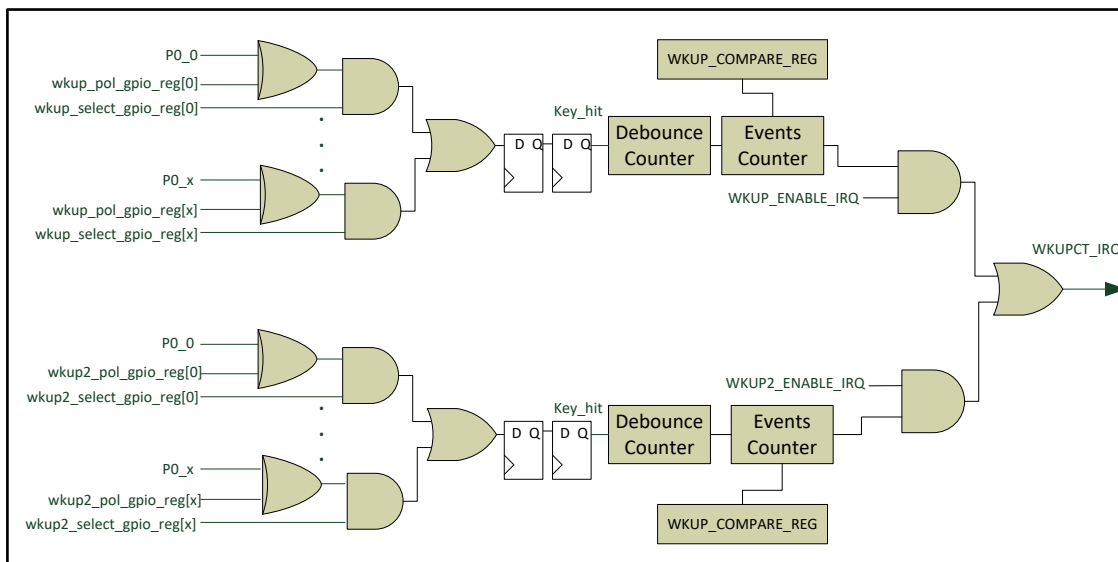 P0_0
wkup_pol_gpio_reg[0]
wkup_select_gpio_reg[0]
P0_x
wkup_pol_gpio_reg[x]
wkup_select_gpio_reg[x]
D Q
D Q
Key_hit
Debounce
Counter
WKUP_COMPARE_REG
Events
Counter
WKUP_ENABLE_IRQ
WKUPCT_IRQ
P0_0
wkup2_pol_gpio_reg[0]
wkup2_select_gpio_reg[0]
P0_x
wkup2_pol_gpio_reg[x]
wkup2_select_gpio_reg[x]
D Q
D Q
Key_hit
Debounce
Counter
WKUP2_ENABLE_IRQ
Events
Counter
WKUP_COMPARE_REG